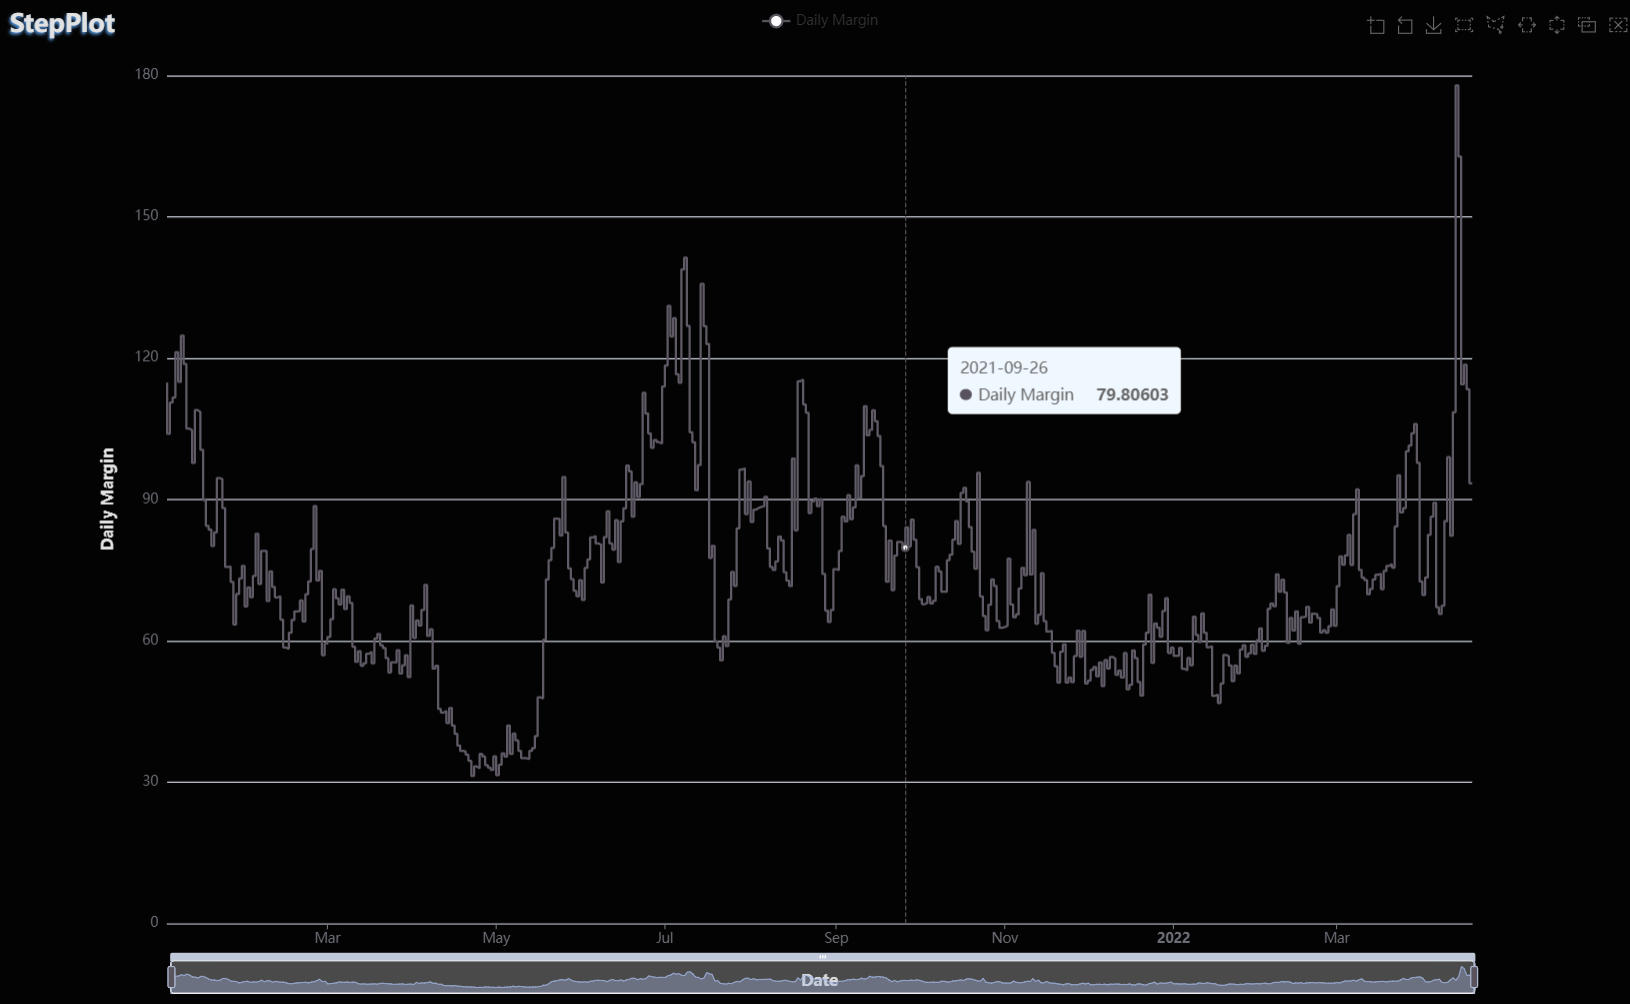 StepPlot
Daily Margin
180
150
120
90
60
30
0
Daily Margin
2021-09-26
Daily Margin 79.80603
Mar May Jul Sep Nov 2022 Mar
Date